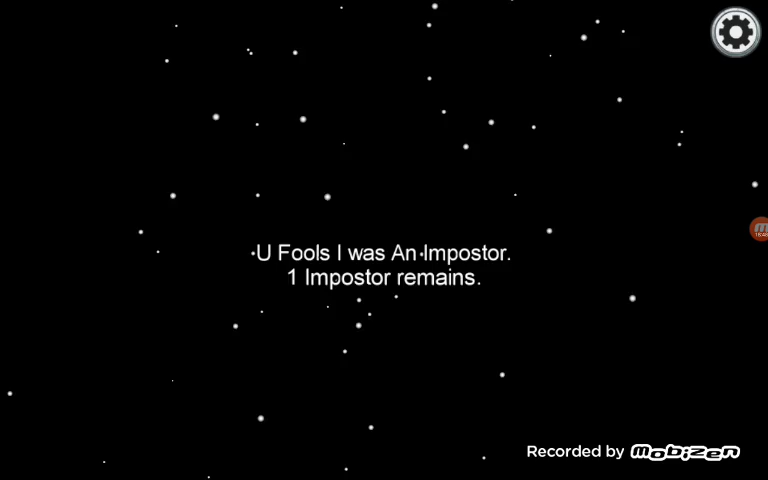 U Fools I was An Impostor.
1 Impostor remains.
Recorded by mobizen